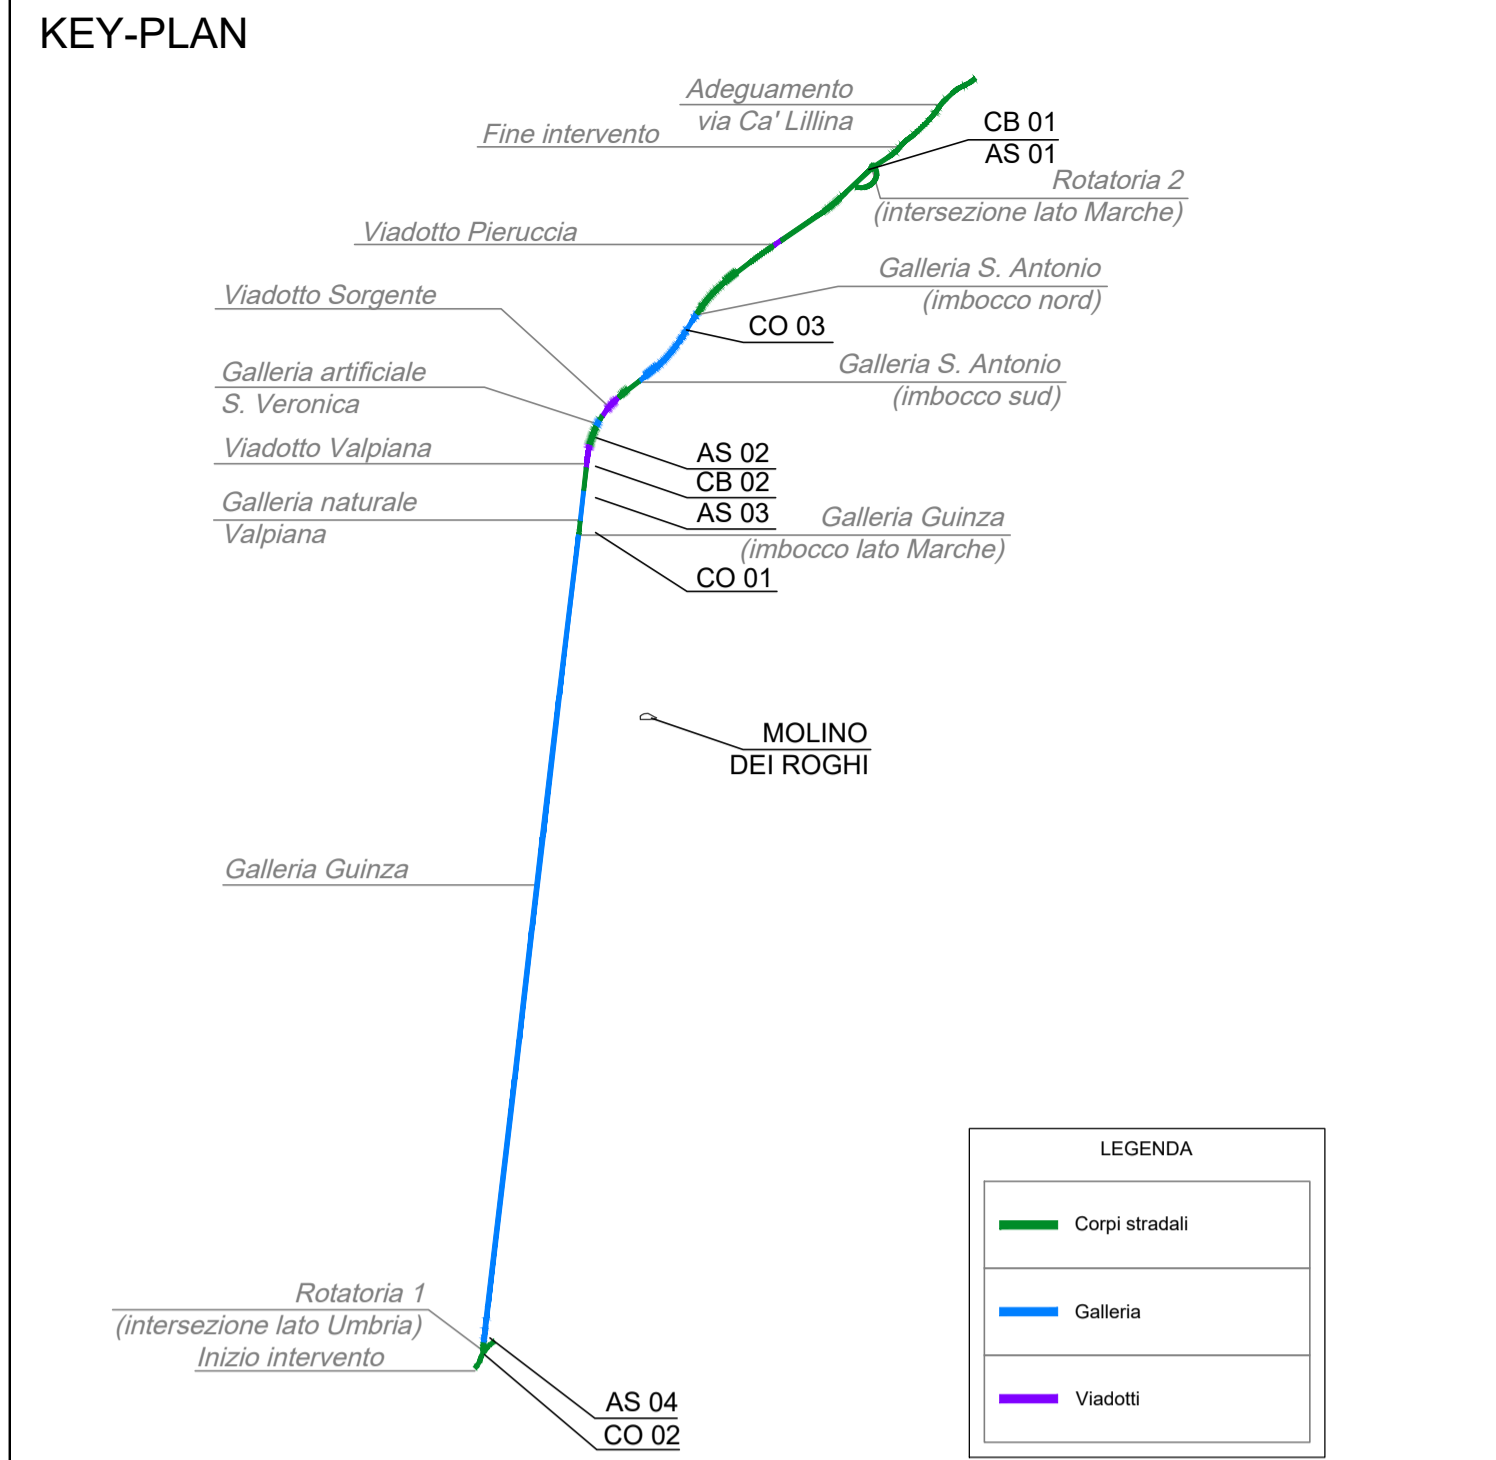 KEY-PLAN
Adeguamento
via Ca' Lillina
CB 01
AS 01
Fine intervento
Rotatoria 2
(intersezione lato Marche)
Viadotto Pieruccia
Galleria S. Antonio
(imbocco nord)
Viadotto Sorgente
CO 03
Galleria S. Antonio
(imbocco sud)
Galleria artificiale
S. Veronica
Viadotto Valpiana
AS 02
CB 02
AS 03
Galleria naturale
Valpiana
Galleria Guinza
(imbocco lato Marche)
CO 01
MOLINO
DEI ROGHI
Galleria Guinza
LEGENDA
Corpi stradali
Galleria
Viadotti
Rotatoria 1
(intersezione lato Umbria)
Inizio intervento
AS 04
CO 02